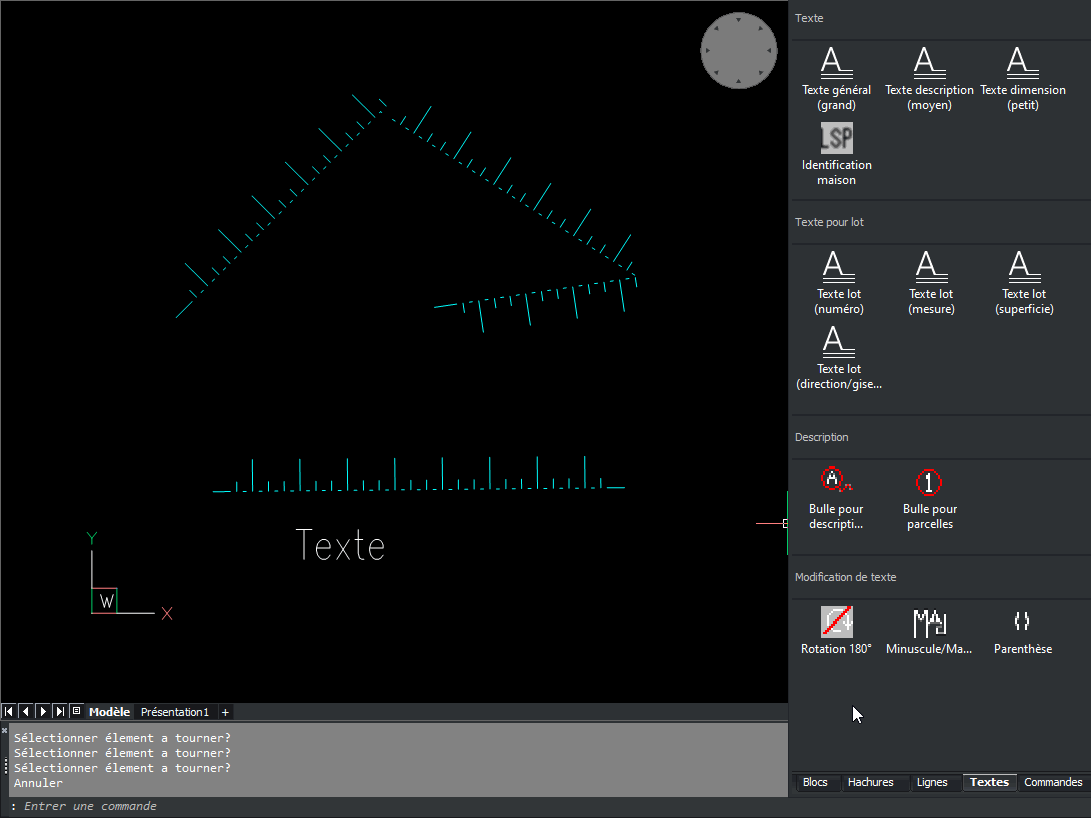 Texte
Texte général
(grand)
Texte description
(moyen)
Texte dimension
(petit)
LSP
Identification
maison
Texte pour lot
Texte lot
(numéro)
Texte lot
(mesure)
Texte lot
(superficie)
Texte lot
(direction/gise...
Description
A
Bulle pour
descripti...
1
Bulle pour
parcelles
Modification de texte
Rotation 180°
Minuscule/Ma...
Parenthèse
Texte
Y
W
X
Modèle
Présentation1
+
Sélectionner élement a tourner?
Sélectionner élement a tourner?
Sélectionner élement a tourner?
Annuler
: Entrer une commande
Blocs
Hachures
Lignes
Textes
Commandes